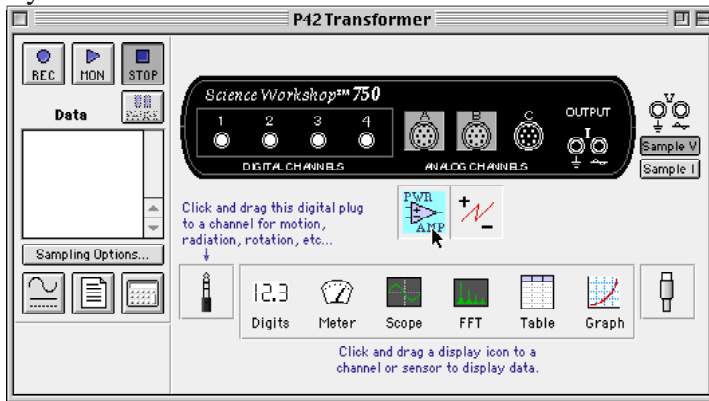 P42 Transformer
REC MON STOP
Data
Science Workshop™ 750
1 2 3 4 A B C OUTPUT V
I
DIGITAL CHANNELS ANALOG CHANNELS
Sample V
Sample I
PWR
AMP
Click and drag this digital plug
to a channel for motion,
radiation, rotation, etc...
Sampling Options...
12.3
Digits Meter Scope FFT Table Graph
Click and drag a display icon to a
channel or sensor to display data.